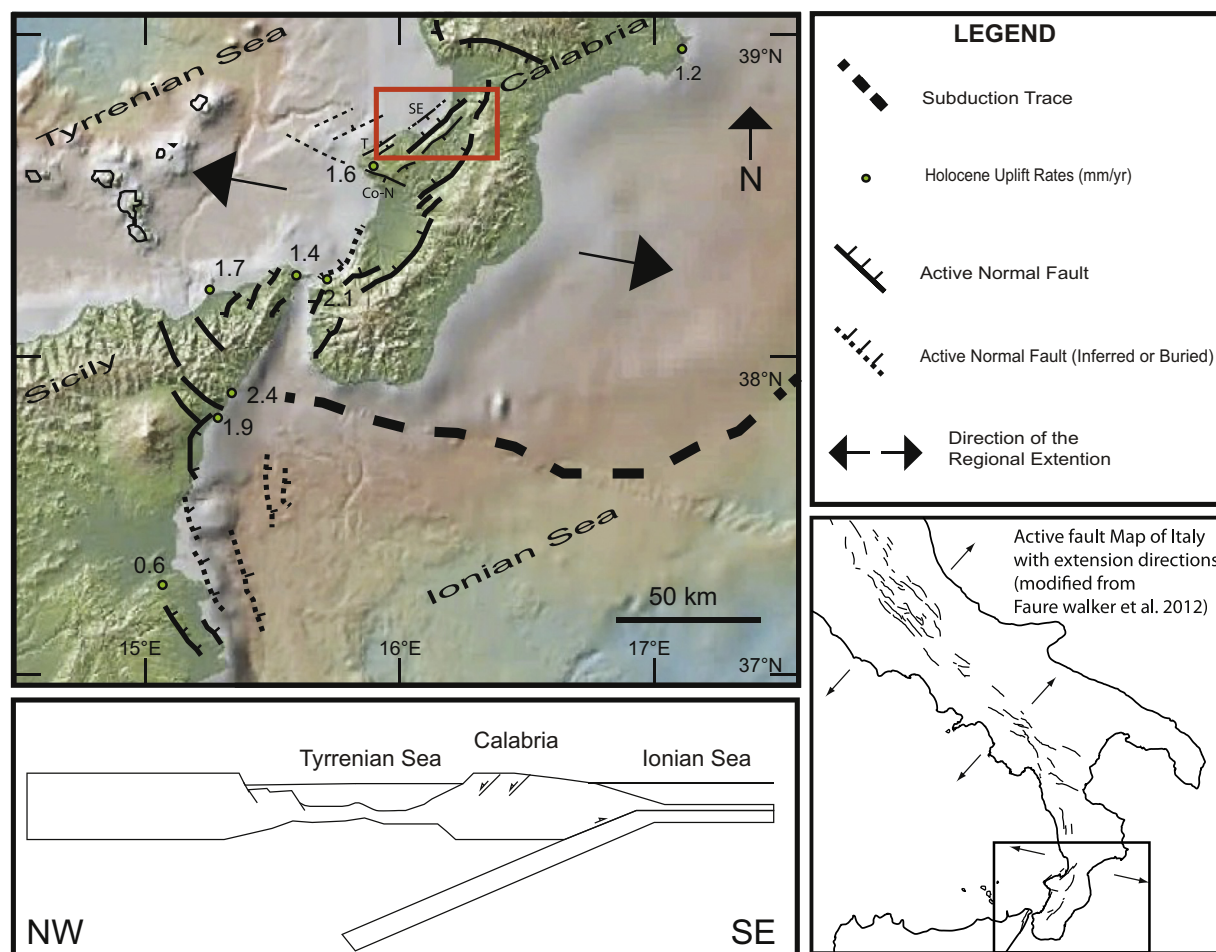 Tyrrenian Sea
Calabria
39°N
1.2
SE
T
1.6
Co-N
N
1.7
1.4
2.1
Sicily
38°N
2.4
1.9
Ionian Sea
0.6
50 km
15°E
16°E
17°E
37°N
LEGEND
Subduction Trace
Holocene Uplift Rates (mm/yr)
Active Normal Fault
Active Normal Fault (Inferred or Buried)
Direction of the
Regional Extention
Active fault Map of Italy
with extension directions
(modified from
Faure walker et al. 2012)
Calabria
Tyrrenian Sea
Ionian Sea
NW
SE